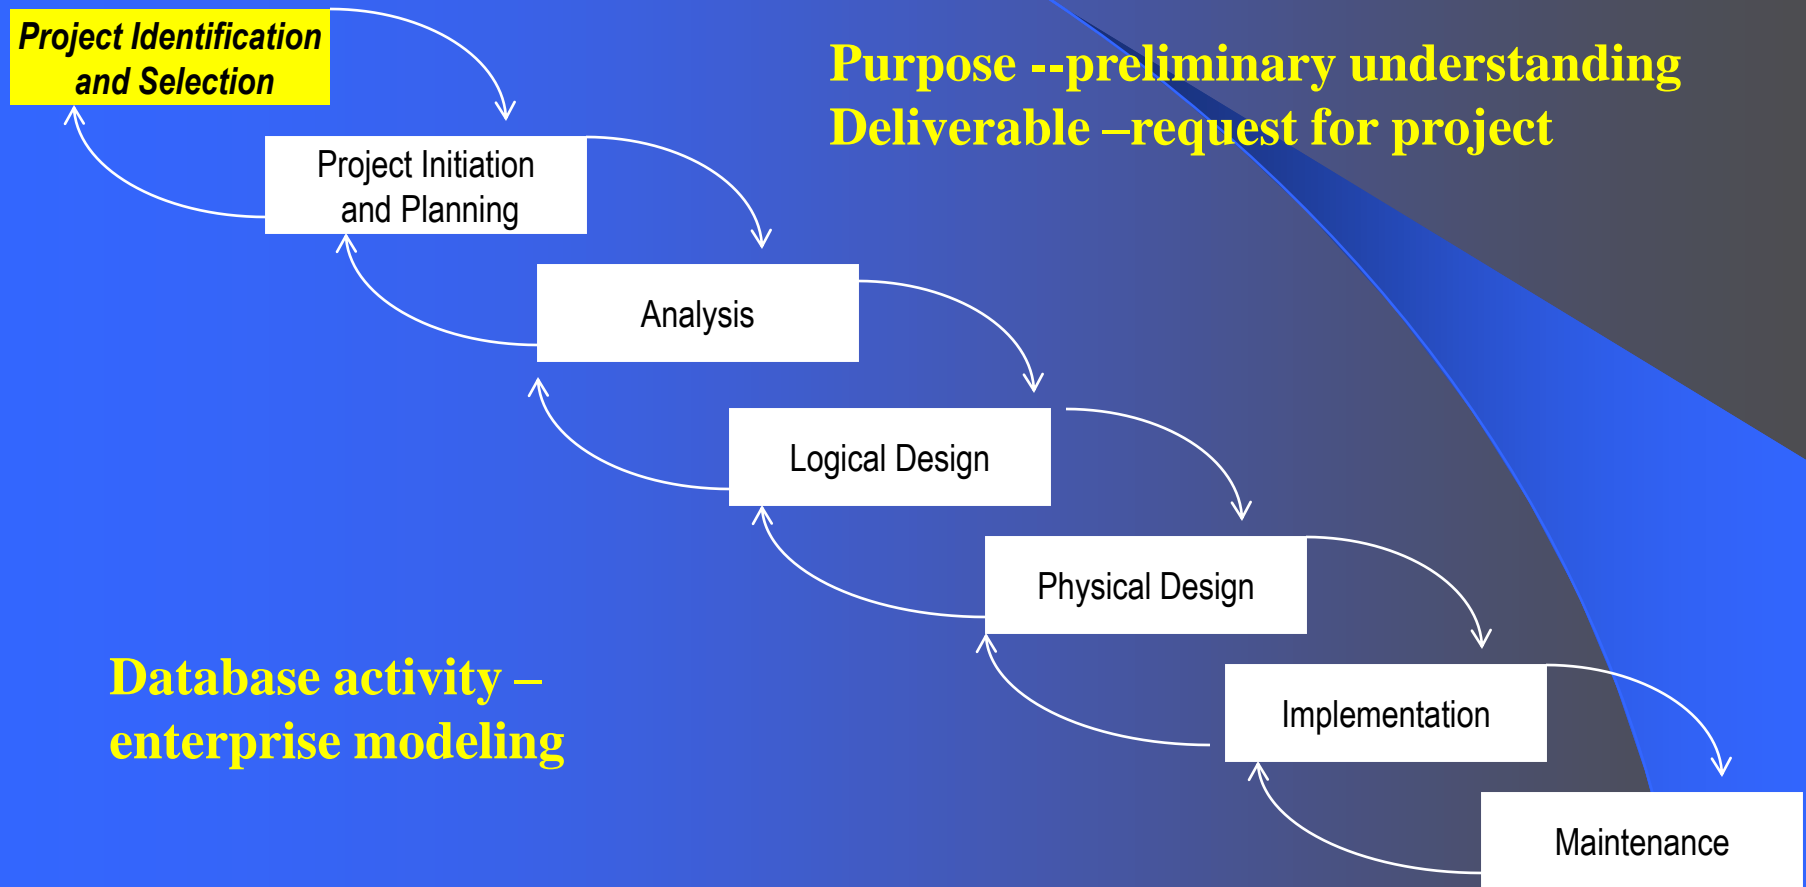 Project Identification
and Selection
Purpose --preliminary understanding
Deliverable –request for project
Project Initiation
and Planning
Analysis
Logical Design
Physical Design
Database activity –
enterprise modeling
Implementation
Maintenance